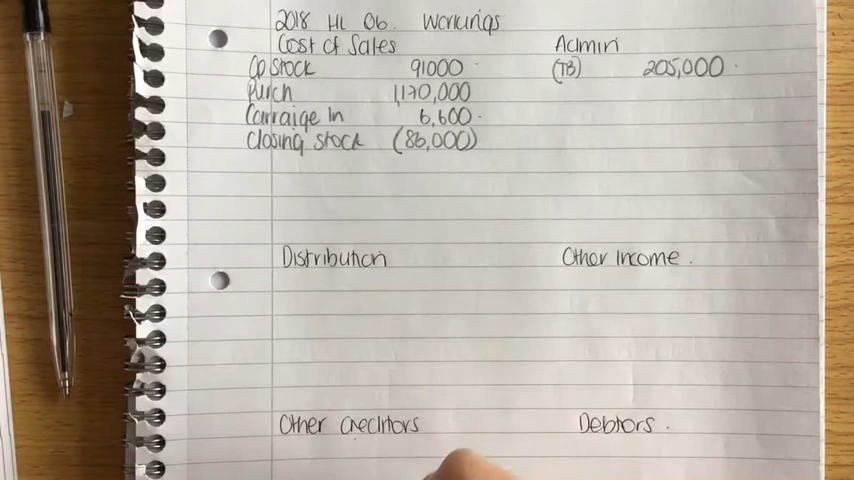 2018 HL Q6. Workings
Cost of Sales
Admin
Op Stock 91000
(TB) 205,000
Purch 1,170,000
Carraige In 6,600
Closing Stock (86,000)
Distribution
Other Income.
Other Creditors
Debtors.